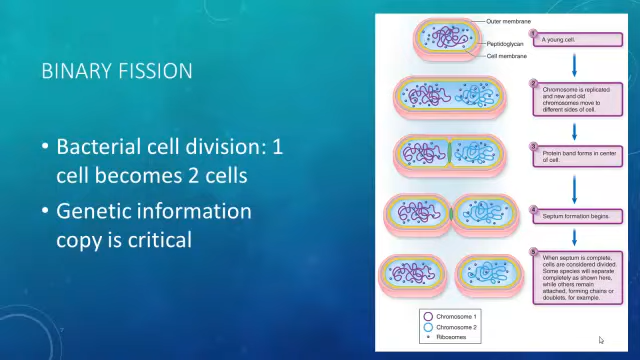 BINARY FISSION
• Bacterial cell division: 1
cell becomes 2 cells
• Genetic information
copy is critical
Outer membrane
Peptidoglycan
Cell membrane
1
A young cell.
2
Chromosome is replicated
and new and old
chromosomes move to
different sides of cell.
3
Protein band forms in center
of cell.
4
Septum formation begins.
5
When septum is complete,
cells are considered divided.
Some species will separate
completely as shown here,
while others remain
attached, forming chains or
doublets, for example.
Chromosome 1
Chromosome 2
Ribosomes